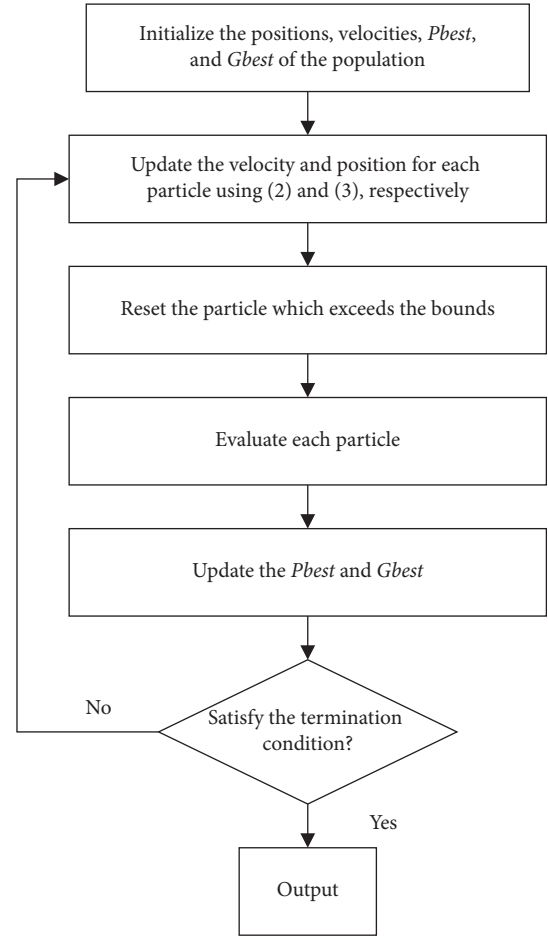 Initialize the positions, velocities, Pbest,
and Gbest of the population
Update the velocity and position for each
particle using (2) and (3), respectively
Reset the particle which exceeds the bounds
Evaluate each particle
Update the Pbest and Gbest
No
Satisfy the termination
condition?
Yes
Output